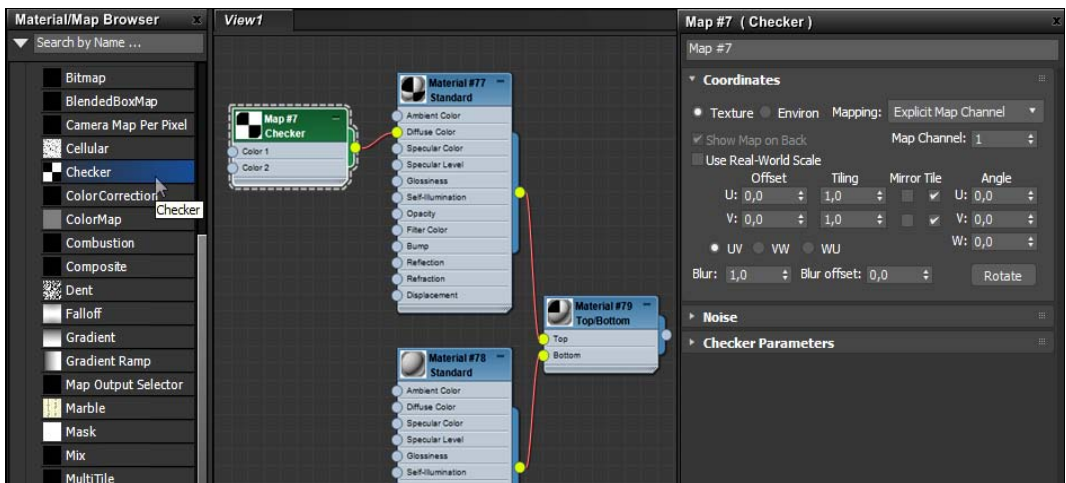 Material/Map Browser x
Search by Name ...
Bitmap
BlendedBoxMap
Camera Map Per Pixel
Cellular
Checker
ColorCorrection
Checker
ColorMap
Combustion
Composite
Dent
Falloff
Gradient
Gradient Ramp
Map Output Selector
Marble
Mask
Mix
MultiTile
View1
Map #7
Checker
Color 1
Color 2
Material #77
Standard
Ambient Color
Diffuse Color
Specular Color
Specular Level
Glossiness
Self-Illumination
Opacity
Filter Color
Bump
Reflection
Refraction
Displacement
Material #79
Top/Bottom
Top
Bottom
Material #78
Standard
Ambient Color
Diffuse Color
Specular Color
Specular Level
Glossiness
Self-Illumination
Map #7 ( Checker ) x
Map #7
Coordinates
Texture Environ Mapping: Explicit Map Channel
Show Map on Back Map Channel: 1
Use Real-World Scale
Offset Tiling Mirror Tile Angle
U: 0,0 1,0 U: 0,0
V: 0,0 1,0 V: 0,0
UV VW WU W: 0,0
Blur: 1,0 Blur offset: 0,0 Rotate
Noise
Checker Parameters